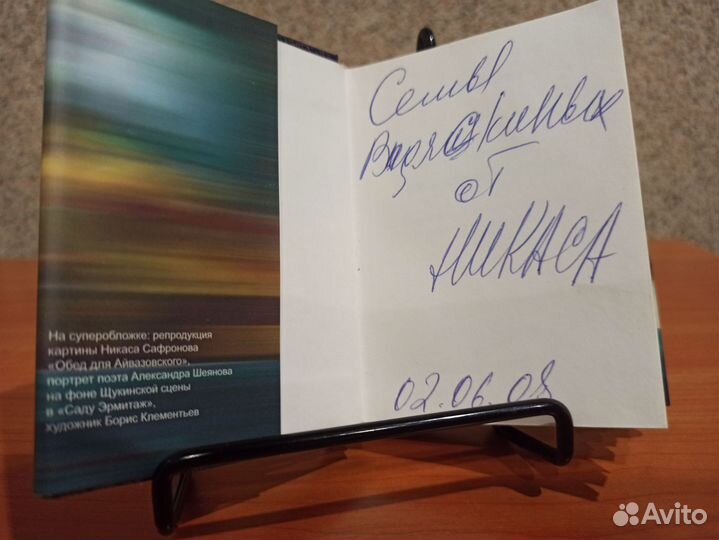 На суперобложке: репродукция
картины Никаса Сафронова
«Обед для Айвазовского»,
портрет поэта Александра Шеянова
на фоне Щукинской сцены
в «Саду Эрмитаж»,
художник Борис Клементьев
Семье
от
НИКАСА
02.06.08
Avito